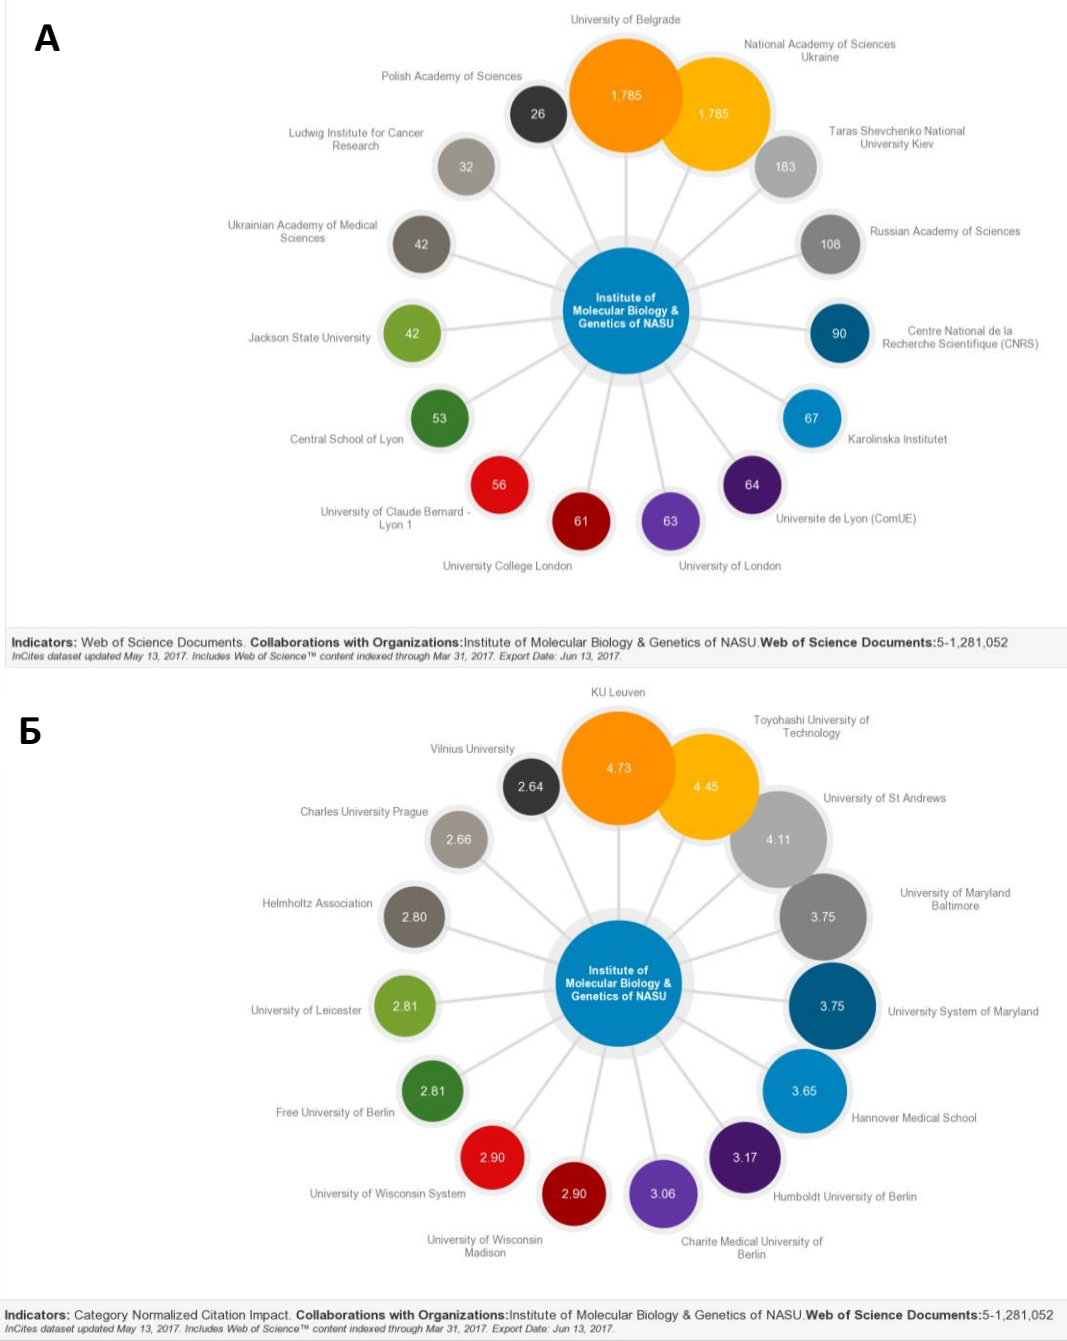 А
University of Belgrade
1,785
National Academy of Sciences
Ukraine
1,785
Taras Shevchenko National
University Kiev
183
Russian Academy of Sciences
108
Centre National de la
Recherche Scientifique (CNRS)
90
Karolinska Institutet
67
Universite de Lyon (ComUE)
64
University of London
63
University College London
61
University of Claude Bernard -
Lyon 1
56
Central School of Lyon
53
Jackson State University
42
Ukrainian Academy of Medical
Sciences
42
Ludwig Institute for Cancer
Research
32
Polish Academy of Sciences
26
Institute of
Molecular Biology &
Genetics of NASU
Indicators: Web of Science Documents. Collaborations with Organizations:Institute of Molecular Biology & Genetics of NASU.Web of Science Documents:5-1,281,052
InCites dataset updated May 13, 2017. Includes Web of Science™ content indexed through Mar 31, 2017. Export Date: Jun 13, 2017.
Б
KU Leuven
4.73
Toyohashi University of
Technology
4.45
University of St Andrews
4.11
University of Maryland
Baltimore
3.75
University System of Maryland
3.75
Hannover Medical School
3.65
Humboldt University of Berlin
3.17
Charite Medical University of
Berlin
3.06
University of Wisconsin
Madison
2.90
University of Wisconsin System
2.90
Free University of Berlin
2.81
University of Leicester
2.81
Helmholtz Association
2.80
Charles University Prague
2.66
Vilnius University
2.64
Institute of
Molecular Biology &
Genetics of NASU
Indicators: Category Normalized Citation Impact. Collaborations with Organizations:Institute of Molecular Biology & Genetics of NASU.Web of Science Documents:5-1,281,052
InCites dataset updated May 13, 2017. Includes Web of Science™ content indexed through Mar 31, 2017. Export Date: Jun 13, 2017.